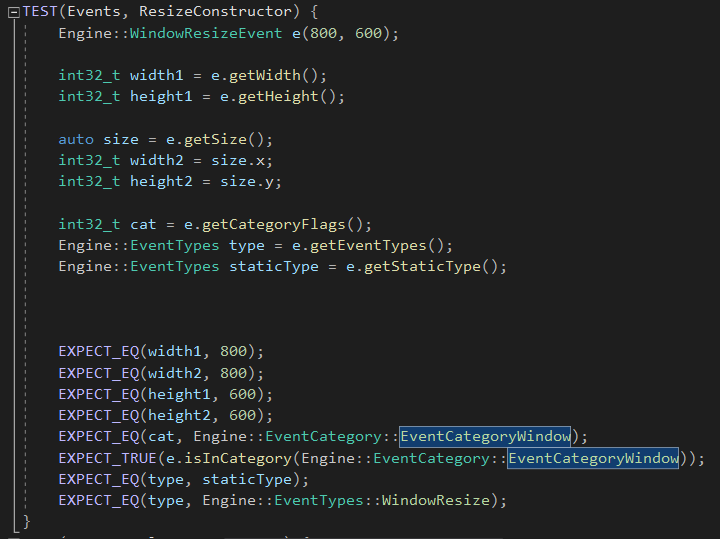 TEST(Events, ResizeConstructor) {
Engine::WindowResizeEvent e(800, 600);
int32_t width1 = e.getWidth();
int32_t height1 = e.getHeight();
auto size = e.getSize();
int32_t width2 = size.x;
int32_t height2 = size.y;
int32_t cat = e.getCategoryFlags();
Engine::EventTypes type = e.getEventTypes();
Engine::EventTypes staticType = e.getStaticType();
EXPECT_EQ(width1, 800);
EXPECT_EQ(width2, 800);
EXPECT_EQ(height1, 600);
EXPECT_EQ(height2, 600);
EXPECT_EQ(cat, Engine::EventCategory::EventCategoryWindow);
EXPECT_TRUE(e.isInCategory(Engine::EventCategory::EventCategoryWindow));
EXPECT_EQ(type, staticType);
EXPECT_EQ(type, Engine::EventTypes::WindowResize);
}